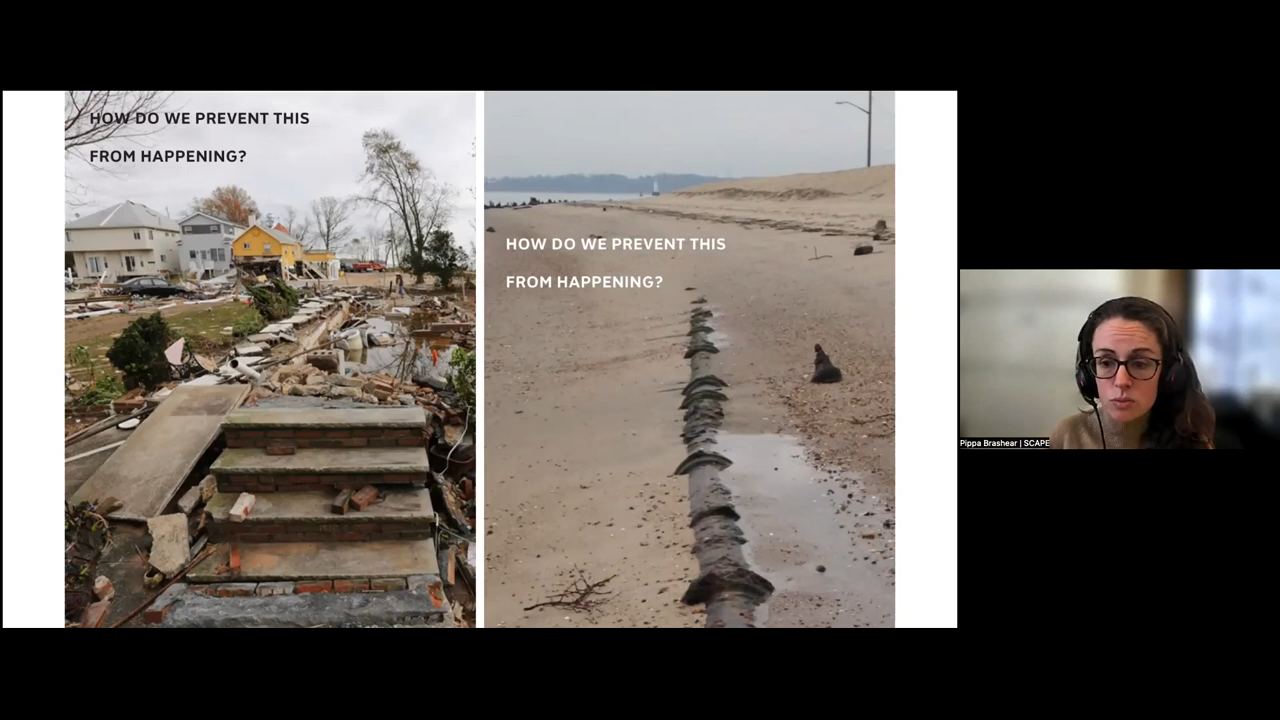 HOW DO WE PREVENT THIS
FROM HAPPENING?
HOW DO WE PREVENT THIS
FROM HAPPENING?
Pippa Brashear | SCAPE